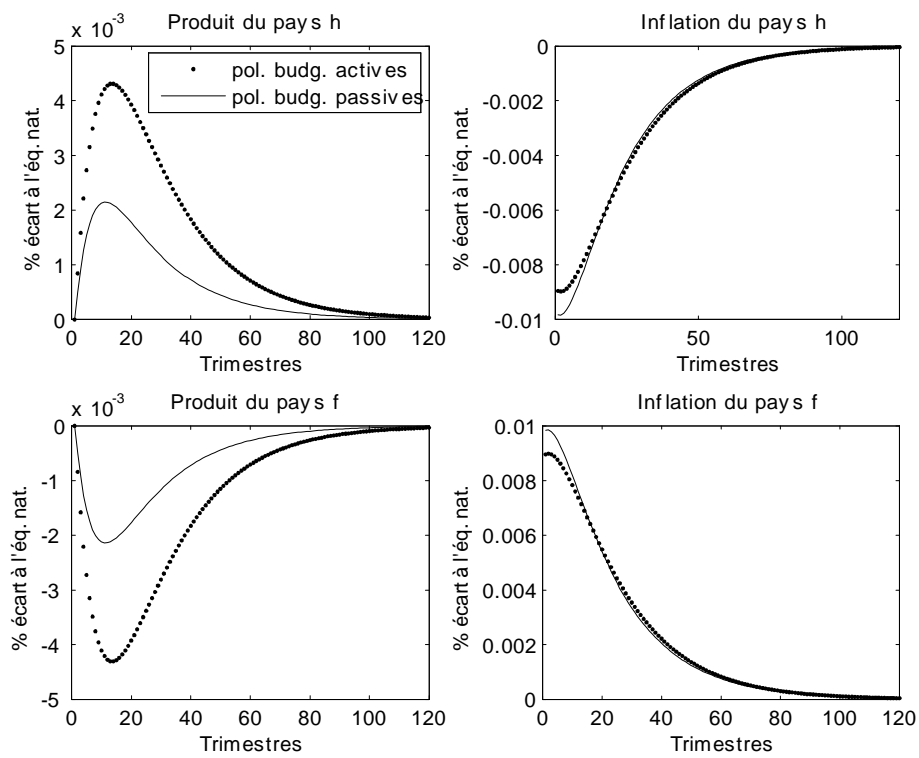 x 10⁻³
Produit du pays h
5
4
3
2
1
0
% écart à l'éq. nat.
pol. budg. actives
pol. budg. passives
0 20 40 60 80 100 120
Trimestres
Inflation du pays h
0
-0.002
-0.004
-0.006
-0.008
-0.01
% écart à l'éq. nat.
50 100
Trimestres
x 10⁻³
Produit du pays f
0
-1
-2
-3
-4
-5
% écart à l'éq. nat.
0 20 40 60 80 100 120
Trimestres
Inflation du pays f
0.01
0.008
0.006
0.004
0.002
0
% écart à l'éq. nat.
0 20 40 60 80 100 120
Trimestres